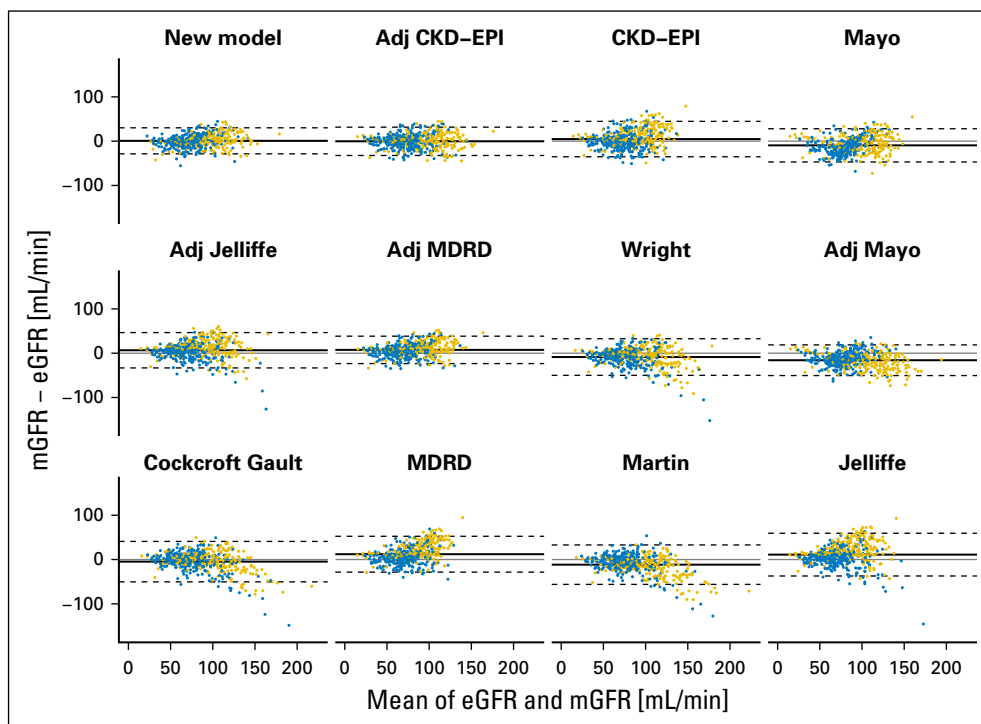 New model Adj CKD–EPI CKD–EPI Mayo
100
0
−100
Adj Jelliffe Adj MDRD Wright Adj Mayo
100
0
−100
Cockcroft Gault MDRD Martin Jelliffe
100
0
−100
0 50 100 150 200 0 50 100 150 200 0 50 100 150 200 0 50 100 150 200
mGFR – eGFR [mL/min]
Mean of eGFR and mGFR [mL/min]